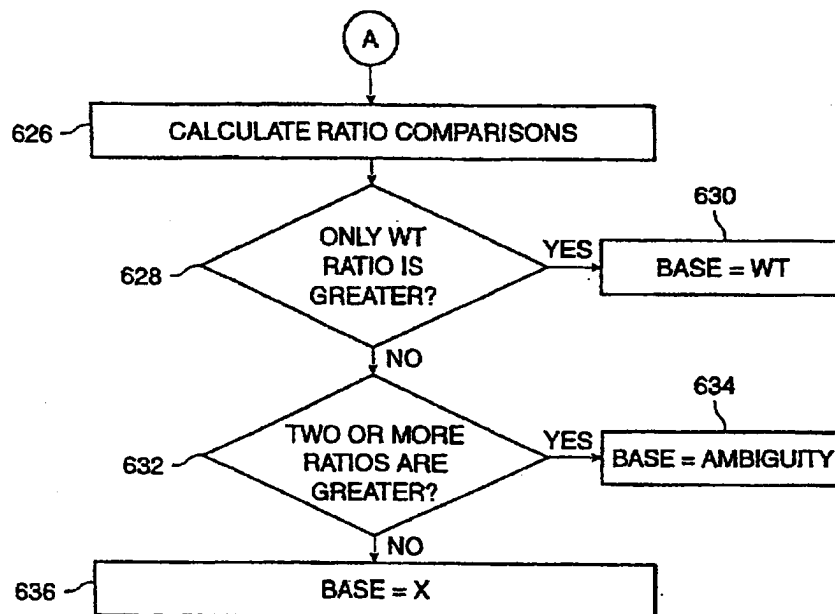 A
626
CALCULATE RATIO COMPARISONS
628
ONLY WT
RATIO IS
GREATER?
YES
630
BASE = WT
NO
632
TWO OR MORE
RATIOS ARE
GREATER?
YES
634
BASE = AMBIGUITY
NO
636
BASE = X